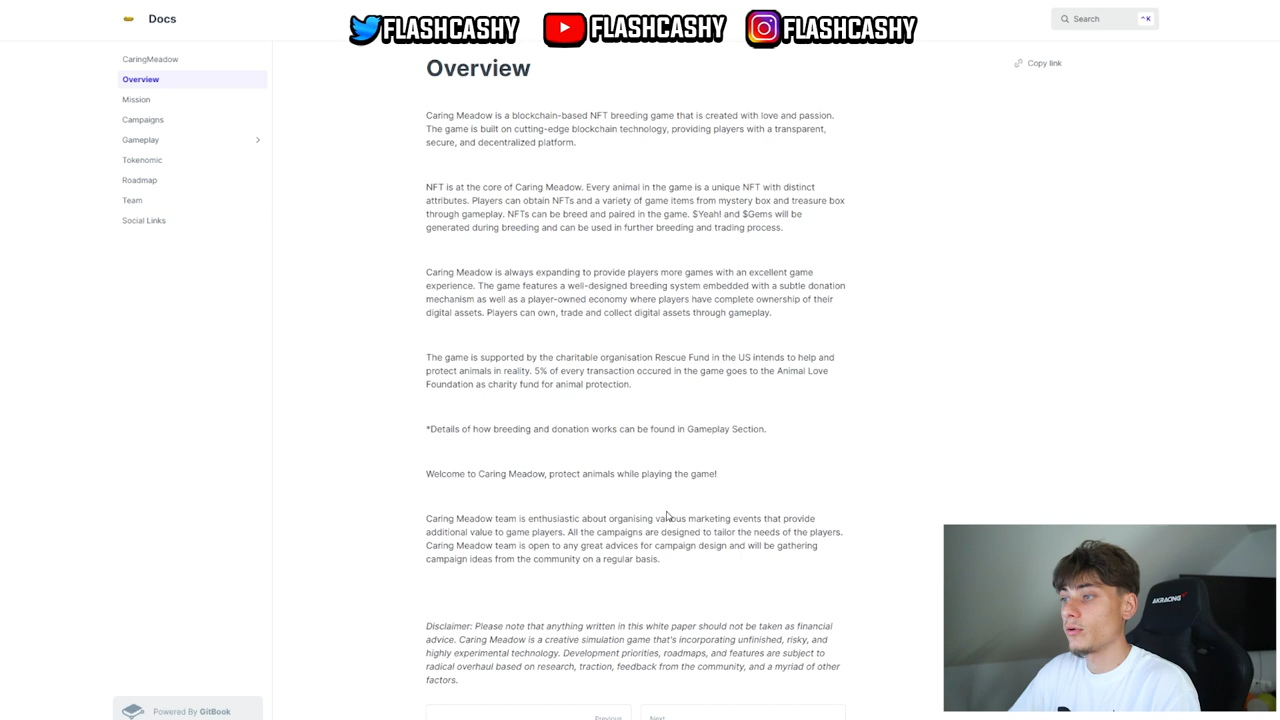 Docs
FLASHCASHY
FLASHCASHY
FLASHCASHY
Search
^K
CaringMeadow
Overview
Mission
Campaigns
Gameplay
Tokenomic
Roadmap
Team
Social Links
Powered By GitBook
Overview
Copy link
Caring Meadow is a blockchain-based NFT breeding game that is created with love and passion.
The game is built on cutting-edge blockchain technology, providing players with a transparent,
secure, and decentralized platform.
NFT is at the core of Caring Meadow. Every animal in the game is a unique NFT with distinct
attributes. Players can obtain NFTs and a variety of game items from mystery box and treasure box
through gameplay. NFTs can be breed and paired in the game. $Yeah! and $Gems will be
generated during breeding and can be used in further breeding and trading process.
Caring Meadow is always expanding to provide players more games with an excellent game
experience. The game features a well-designed breeding system embedded with a subtle donation
mechanism as well as a player-owned economy where players have complete ownership of their
digital assets. Players can own, trade and collect digital assets through gameplay.
The game is supported by the charitable organisation Rescue Fund in the US intends to help and
protect animals in reality. 5% of every transaction occured in the game goes to the Animal Love
Foundation as charity fund for animal protection.
*Details of how breeding and donation works can be found in Gameplay Section.
Welcome to Caring Meadow, protect animals while playing the game!
Caring Meadow team is enthusiastic about organising various marketing events that provide
additional value to game players. All the campaigns are designed to tailor the needs of the players.
Caring Meadow team is open to any great advices for campaign design and will be gathering
campaign ideas from the community on a regular basis.
Disclaimer: Please note that anything written in this white paper should not be taken as financial
advice. Caring Meadow is a creative simulation game that's incorporating unfinished, risky, and
highly experimental technology. Development priorities, roadmaps, and features are subject to
radical overhaul based on research, traction, feedback from the community, and a myriad of other
factors.
Previous
Next
AKRACING